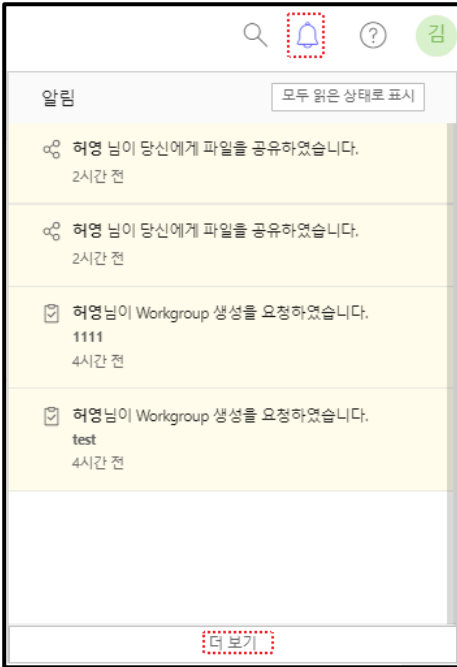 ?
김
알림
모두 읽은 상태로 표시
허영 님이 당신에게 파일을 공유하였습니다.
2시간 전
허영 님이 당신에게 파일을 공유하였습니다.
2시간 전
허영님이 Workgroup 생성을 요청하였습니다.
1111
4시간 전
허영님이 Workgroup 생성을 요청하였습니다.
test
4시간 전
더 보기